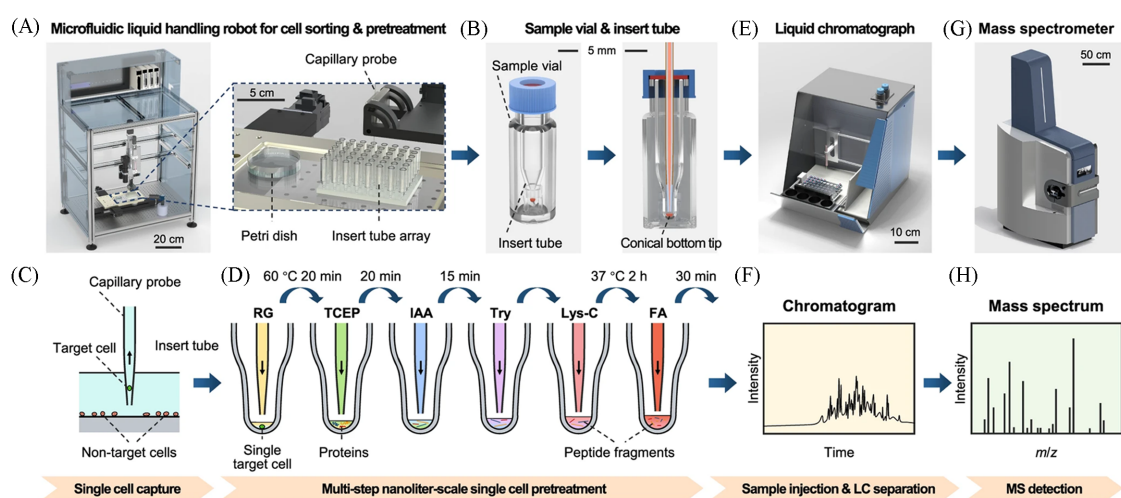 (A) Microfluidic liquid handling robot for cell sorting & pretreatment
Capillary probe
5 cm
20 cm
Petri dish
Insert tube array
(B) Sample vial & insert tube
5 mm
Sample vial
Insert tube
Conical bottom tip
(E) Liquid chromatograph
10 cm
(G) Mass spectrometer
50 cm
(C)
Capillary probe
Target cell
Insert tube
Non-target cells
(D)
60 °C 20 min
20 min
15 min
37 °C 2 h
30 min
RG
TCEP
IAA
Try
Lys-C
FA
Single
target cell
Proteins
Peptide fragments
(F)
Chromatogram
Intensity
Time
(H)
Mass spectrum
Intensity
m/z
Single cell capture
Multi-step nanoliter-scale single cell pretreatment
Sample injection & LC separation
MS detection